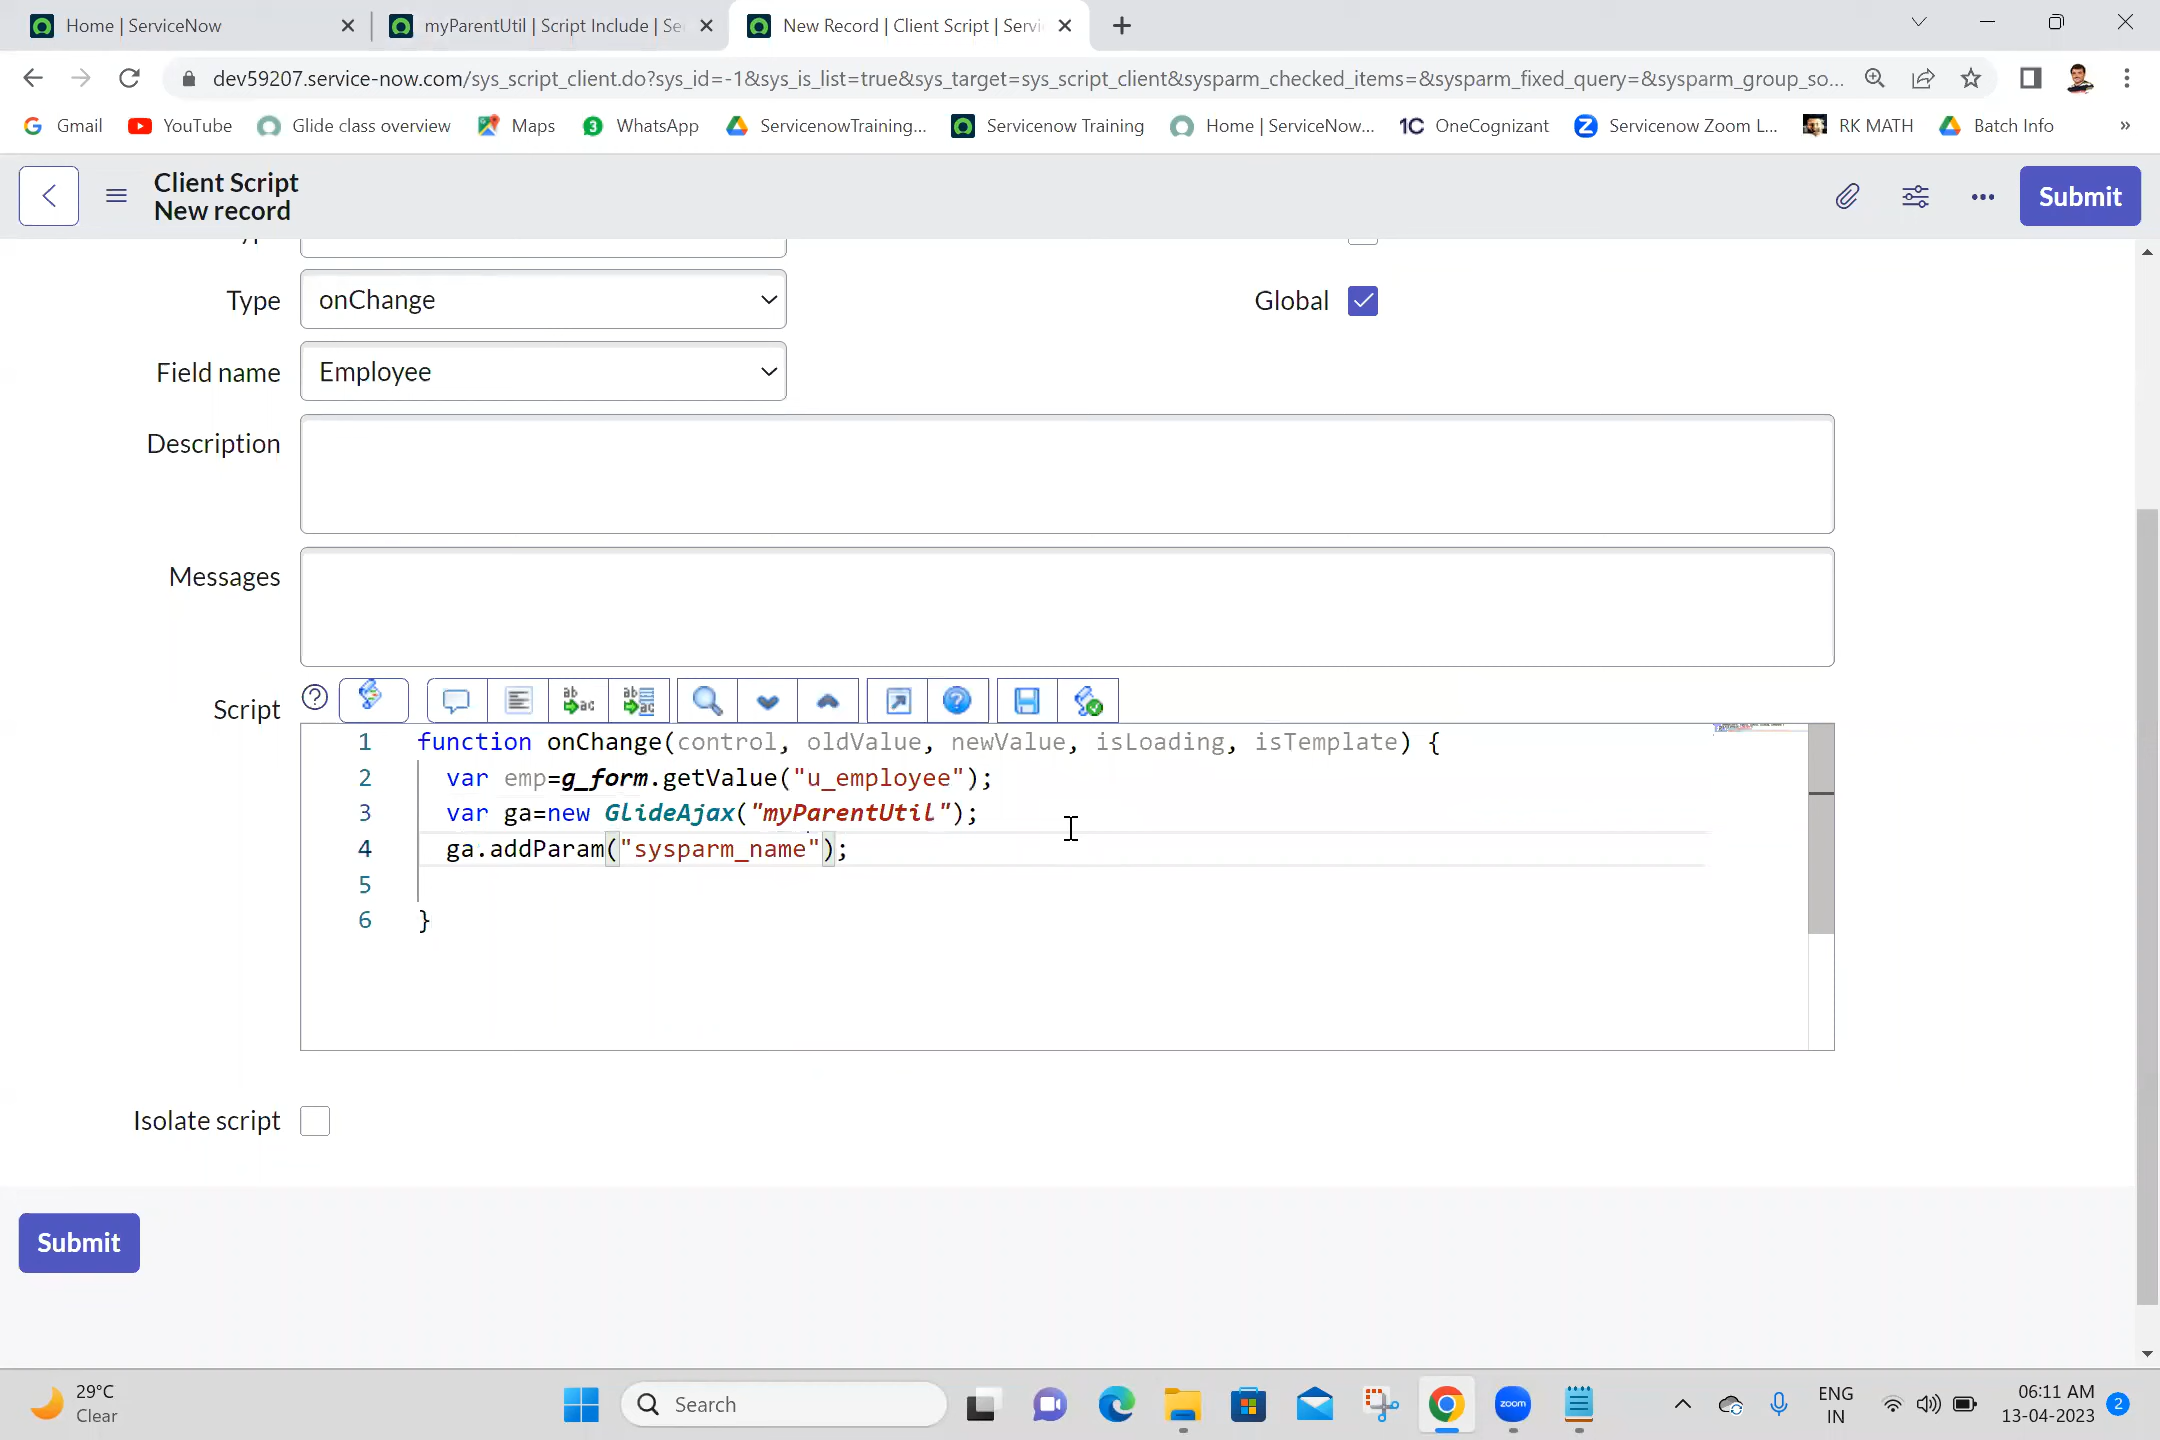 Home | ServiceNow
myParentUtil | Script Include | Se
New Record | Client Script | Servi
dev59207.service-now.com/sys_script_client.do?sys_id=-1&sys_is_list=true&sys_target=sys_script_client&sysparm_checked_items=&sysparm_fixed_query=&sysparm_group_so...
Gmail
YouTube
Glide class overview
Maps
3
WhatsApp
ServicenowTraining...
Servicenow Training
Home | ServiceNow...
1C OneCognizant
Z
Servicenow Zoom L...
RK MATH
Batch Info
»
Client Script
New record
Submit
Type
onChange
Global
Field name
Employee
Description
Messages
Script
1 function onChange(control, oldValue, newValue, isLoading, isTemplate) {
2 var emp=g_form.getValue("u_employee");
3 var ga=new GlideAjax("myParentUtil");
4 ga.addParam("sysparm_name");
5
6 }
Isolate script
Submit
29°C
Clear
Search
zoom
ENG
IN
06:11 AM
13-04-2023
2